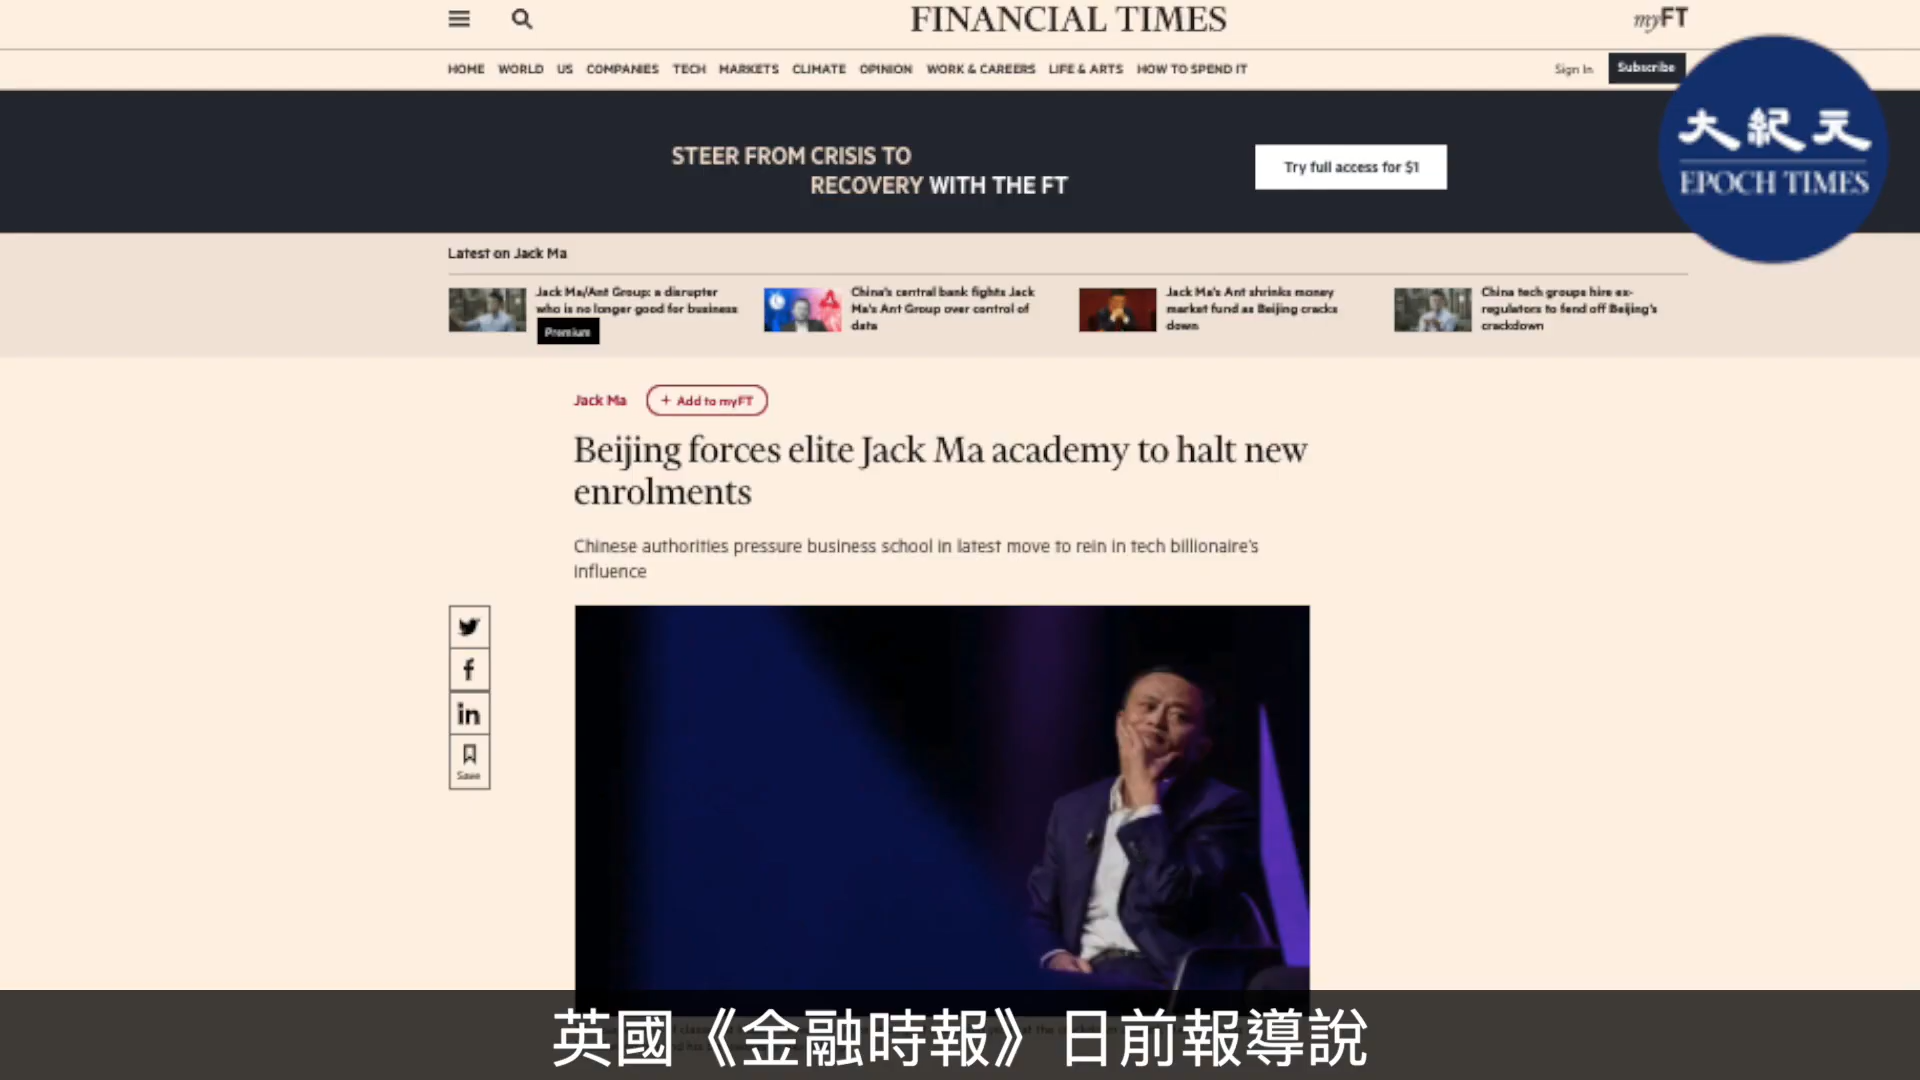 FINANCIAL TIMES
myFT
HOME WORLD US COMPANIES TECH MARKETS CLIMATE OPINION WORK & CAREERS LIFE & ARTS HOW TO SPEND IT
Sign In
Subscribe
大紀元
EPOCH TIMES
STEER FROM CRISIS TO
RECOVERY WITH THE FT
Try full access for $1
Latest on Jack Ma
Jack Ma/Ant Group: a disrupter
who is no longer good for business
Premium
China's central bank fights Jack
Ma's Ant Group over control of
data
Jack Ma's Ant shrinks money
market fund as Beijing cracks
down
China tech groups hire ex-
regulators to fend off Beijing's
crackdown
Jack Ma
+ Add to myFT
Beijing forces elite Jack Ma academy to halt new
enrolments
Chinese authorities pressure business school in latest move to rein in tech billionaire's
influence
Save
英國《金融時報》日前報導說